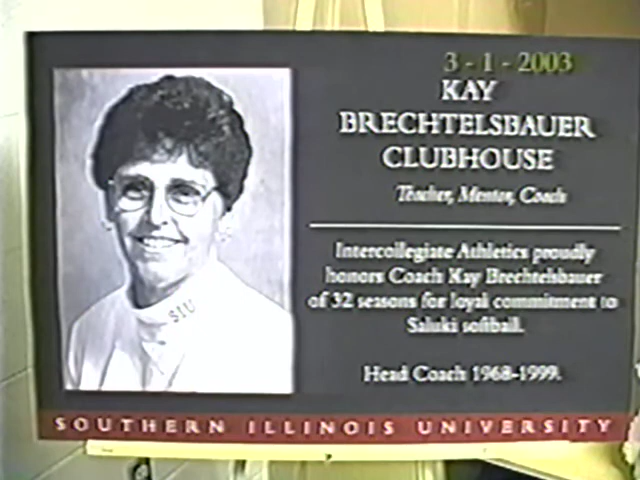 3 - 1 - 2003
KAY
BRECHTELSBAUER
CLUBHOUSE
Teacher, Mentor, Coach
Intercollegiate Athletics proudly
honors Coach Kay Brechtelsbauer
of 32 seasons for loyal commitment to
Saluki softball.
Head Coach 1968-1999.
SIU
SOUTHERN ILLINOIS UNIVERSITY